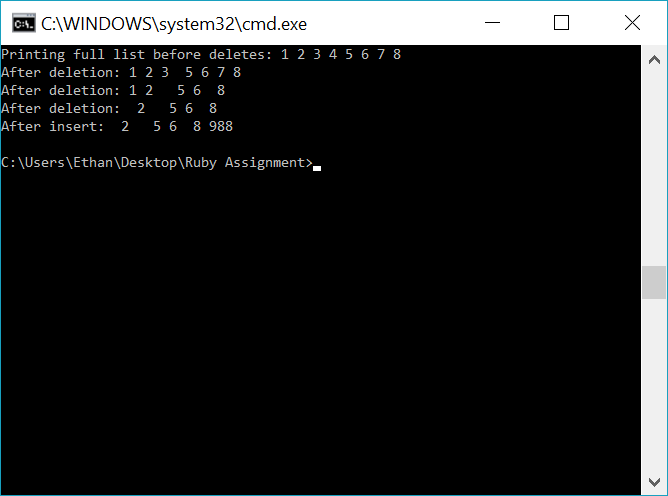 C:\WINDOWS\system32\cmd.exe
Printing full list before deletes: 1 2 3 4 5 6 7 8
After deletion: 1 2 3  5 6 7 8
After deletion: 1 2   5 6  8
After deletion:  2   5 6  8
After insert:  2   5 6  8 988
C:\Users\Ethan\Desktop\Ruby Assignment>